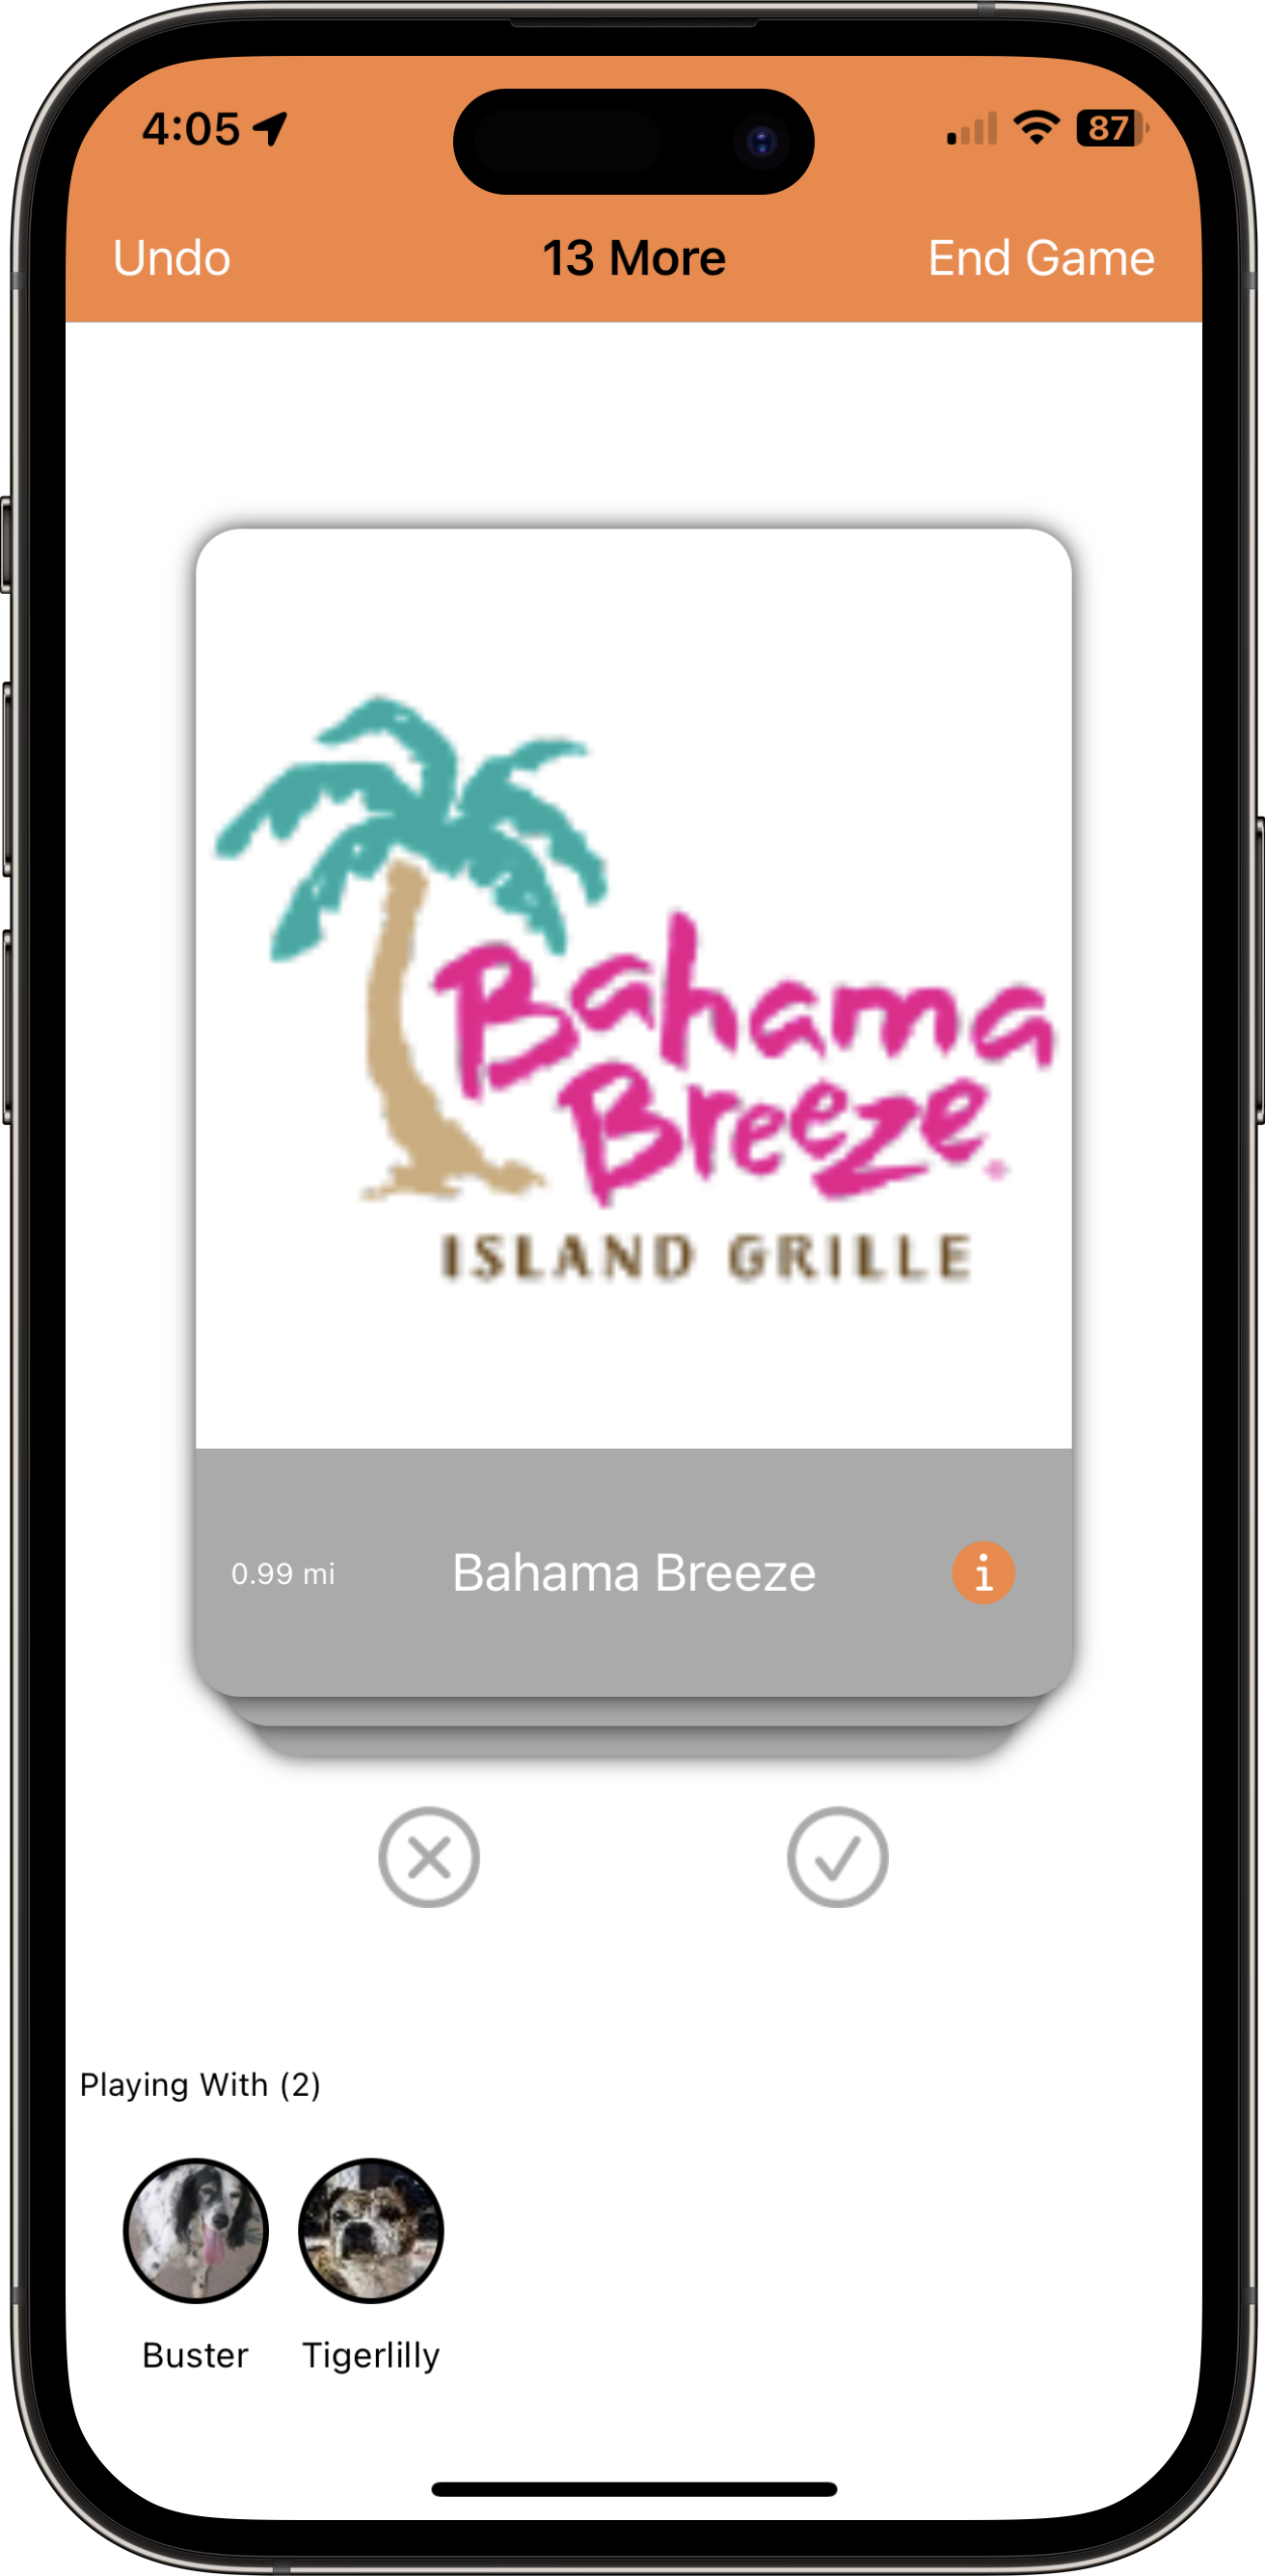 4:05 87
Undo 13 More End Game
Bahama
Breeze
ISLAND GRILLE
0.99 mi Bahama Breeze i
Playing With (2)
Buster Tigerlilly